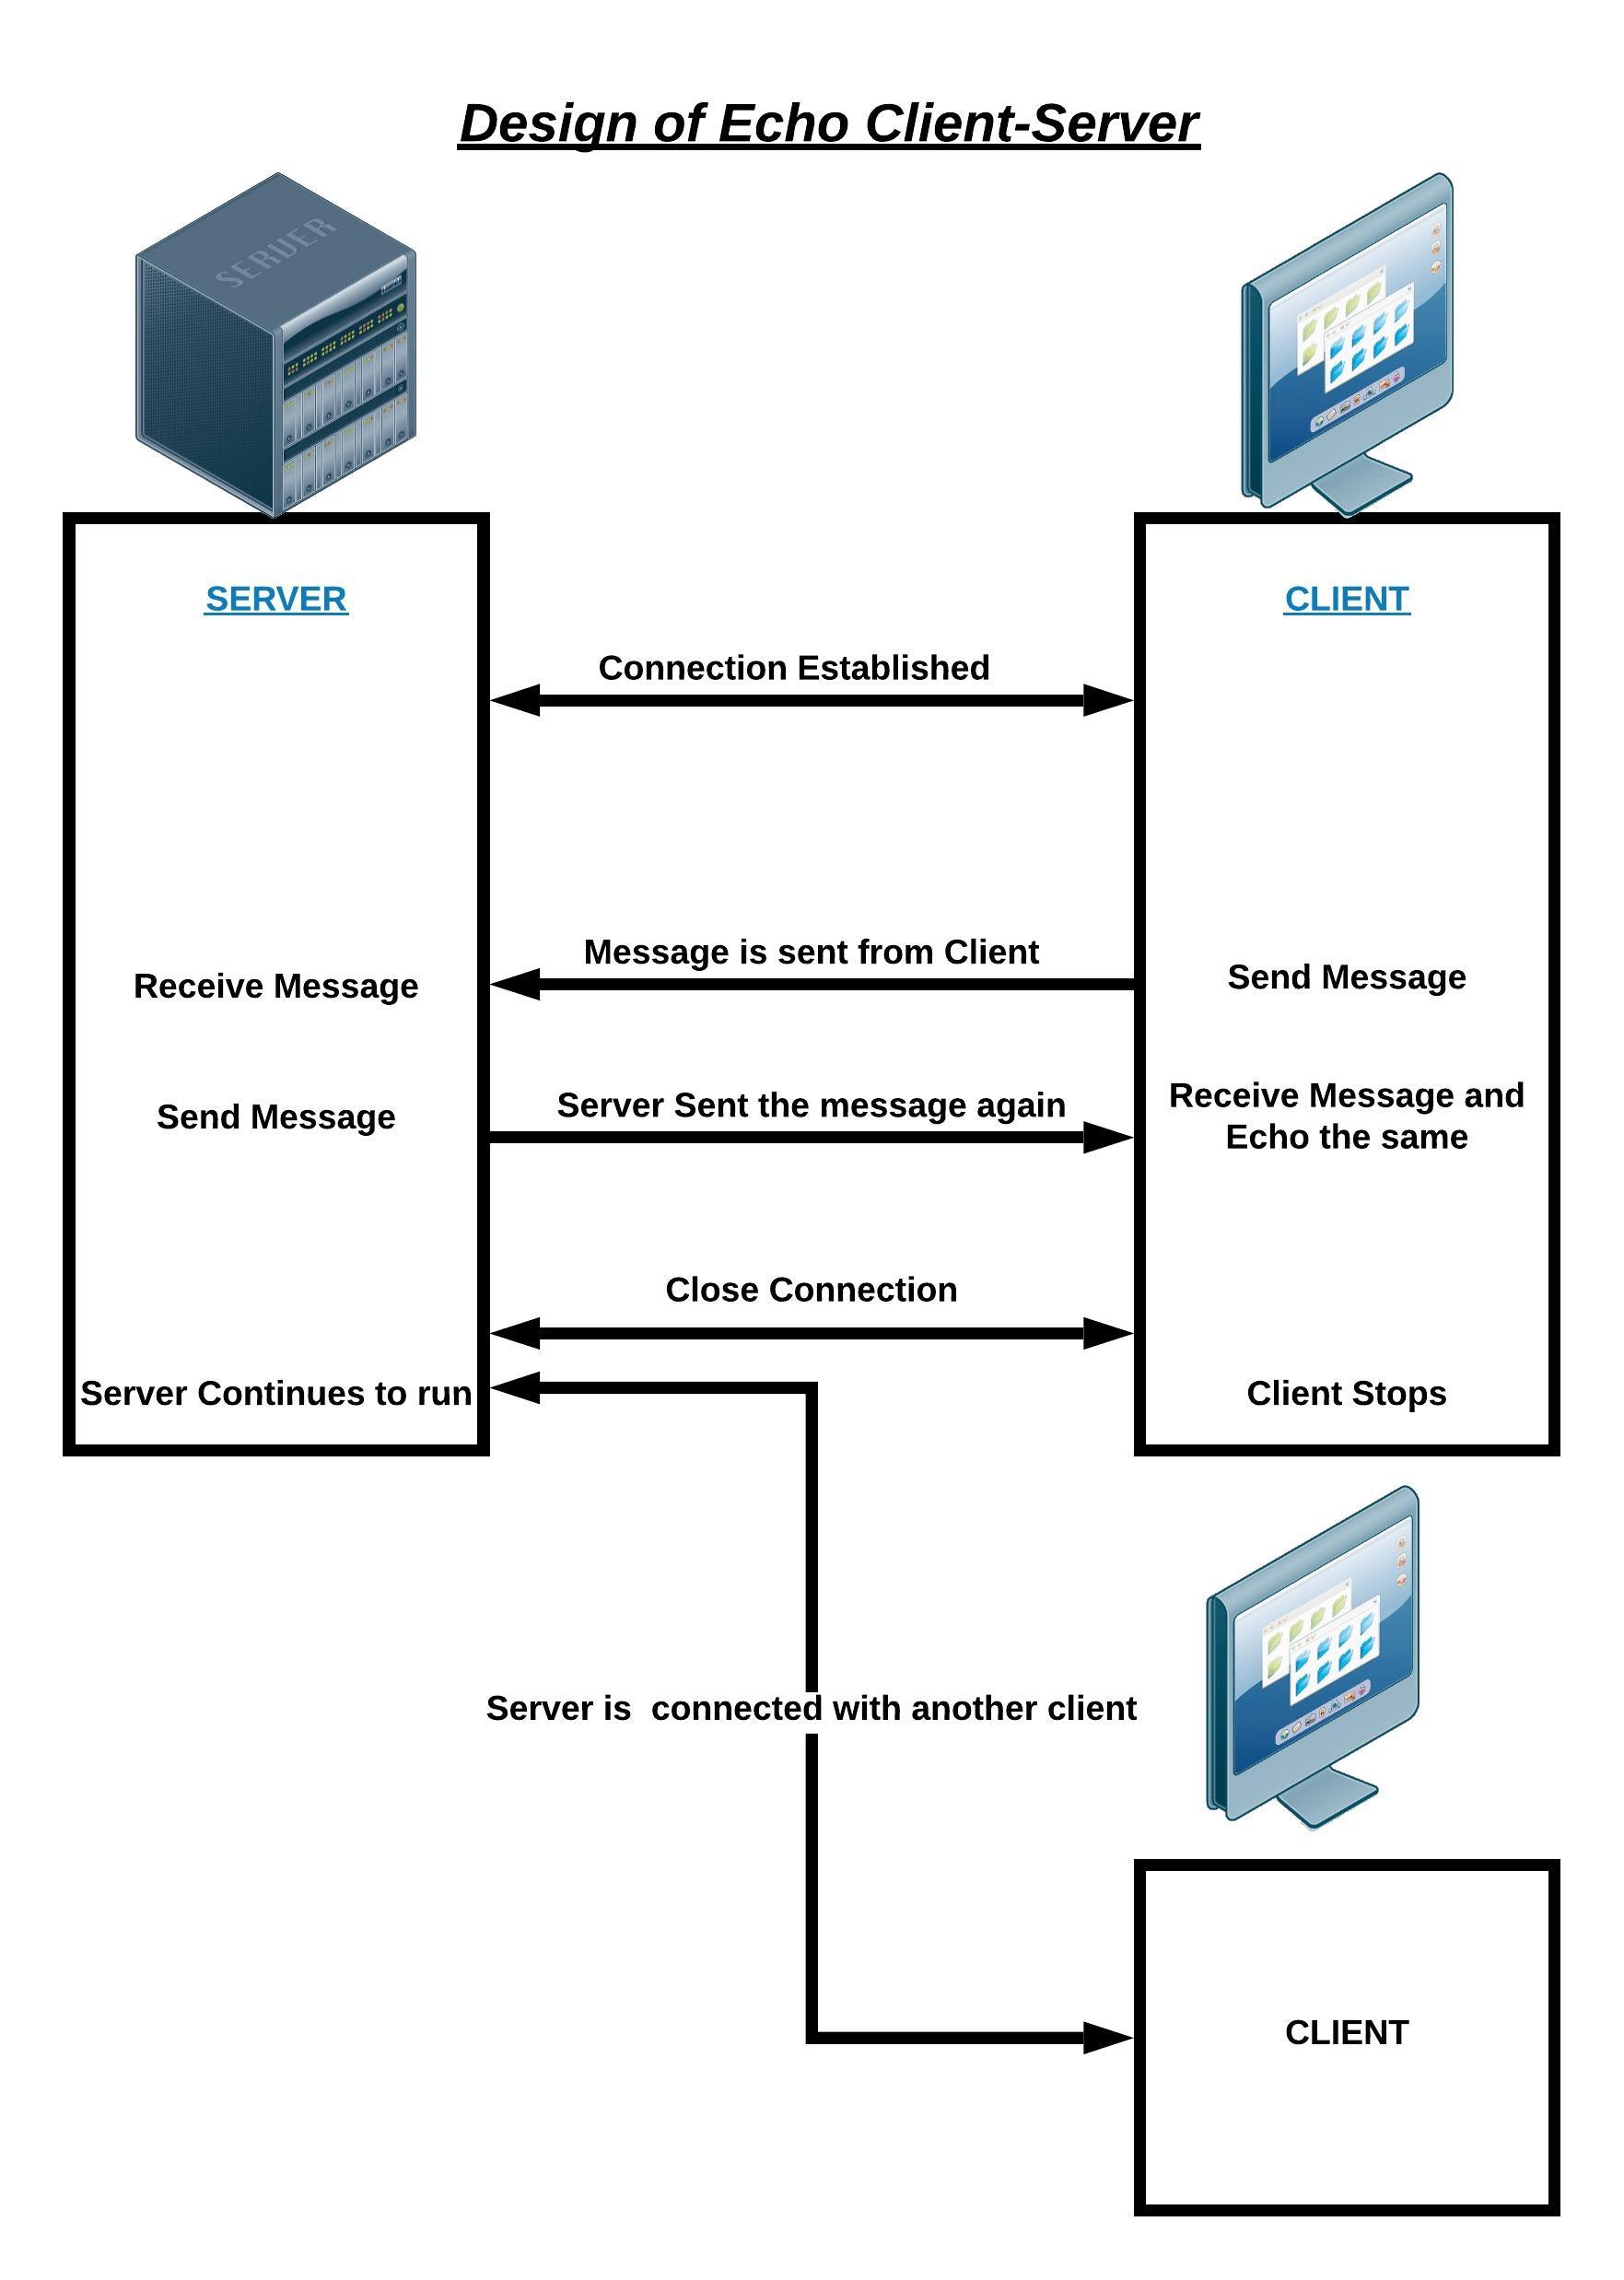 Design of Echo Client-Server
SERVER
SERVER
CLIENT
Connection Established
Message is sent from Client
Receive Message
Send Message
Server Sent the message again
Send Message
Receive Message and
Echo the same
Close Connection
Server Continues to run
Client Stops
Server is  connected with another client
CLIENT